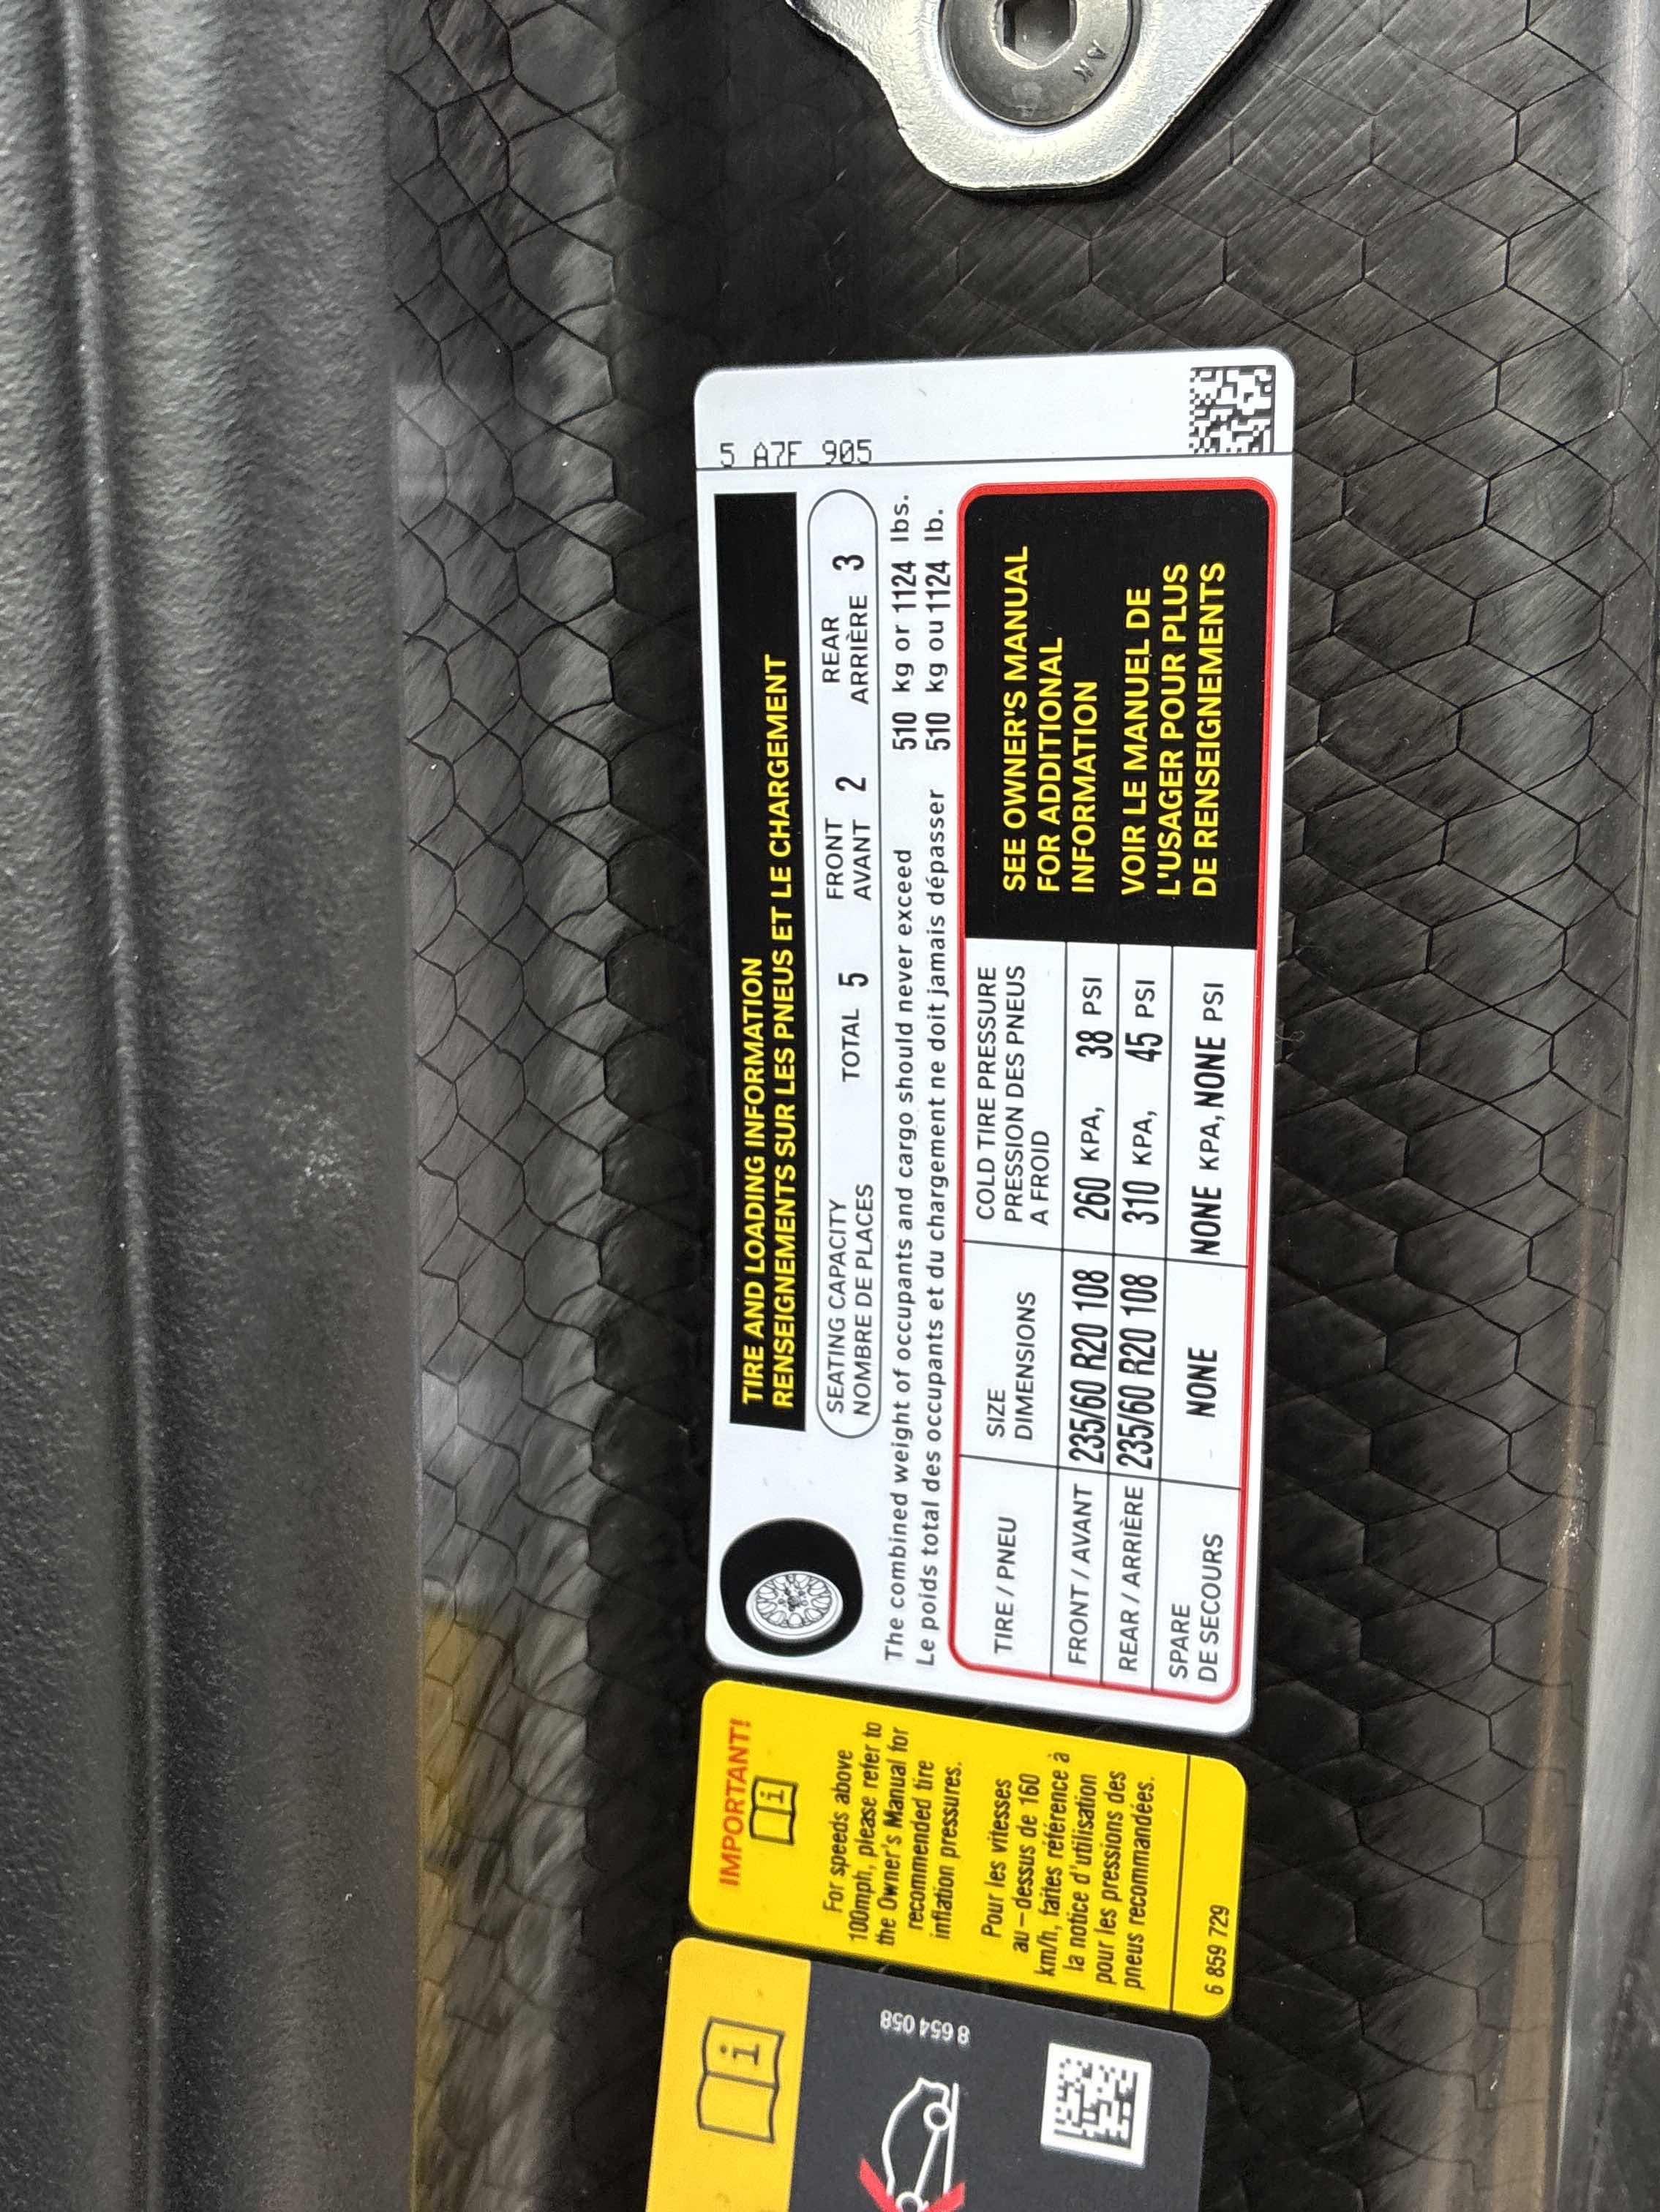 5 A7F 905
TIRE AND LOADING INFORMATION
RENSEIGNEMENTS SUR LES PNEUS ET LE CHARGEMENT
SEATING CAPACITY
NOMBRE DE PLACES
TOTAL 5
FRONT
AVANT 2
REAR
ARRIÈRE 3
The combined weight of occupants and cargo should never exceed 510 kg or 1124 lbs.
Le poids total des occupants et du chargement ne doit jamais dépasser 510 kg ou 1124 lb.
TIRE / PNEU
SIZE
DIMENSIONS
COLD TIRE PRESSURE
PRESSION DES PNEUS
A FROID
FRONT / AVANT 235/60 R20 108 260 KPA, 38 PSI
REAR / ARRIÈRE 235/60 R20 108 310 KPA, 45 PSI
SPARE
DE SECOURS
NONE
NONE KPA, NONE PSI
SEE OWNER'S MANUAL
FOR ADDITIONAL
INFORMATION
VOIR LE MANUEL DE
L'USAGER POUR PLUS
DE RENSEIGNEMENTS
IMPORTANT!
i
For speeds above
100mph, please refer to
the Owner's Manual for
recommended tire
inflation pressures.
Pour les vitesses
au-dessus de 160
km/h, faites référence à
la notice d'utilisation
pour les pressions des
pneus recommandées.
6 859 729
i
8 654 058
AK